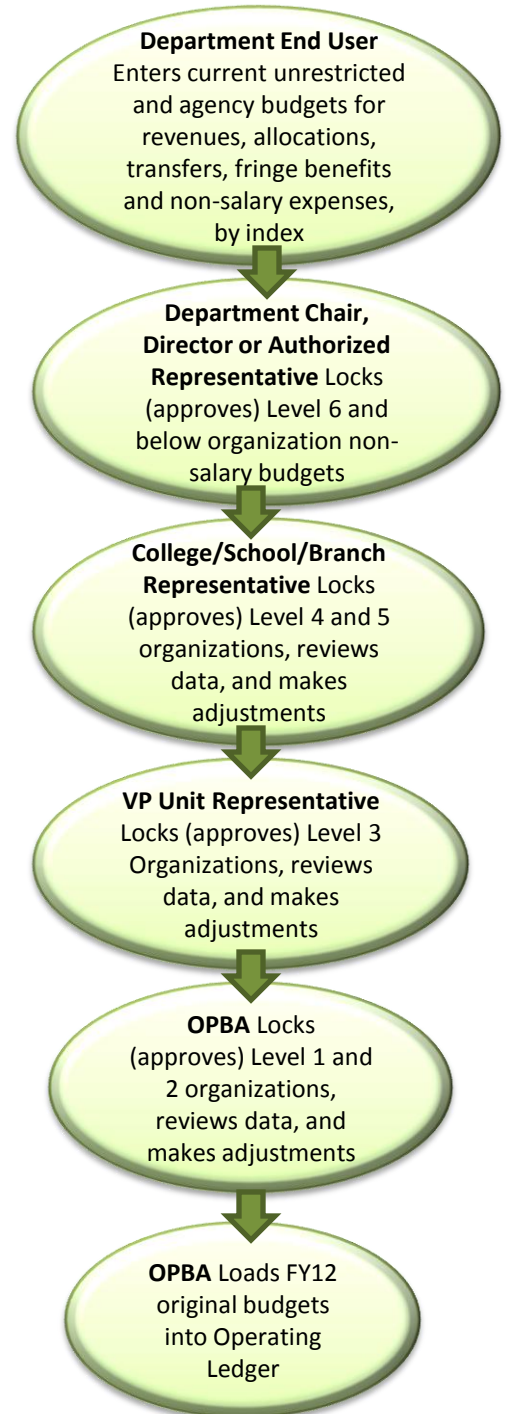 Department End User
Enters current unrestricted
and agency budgets for
revenues, allocations,
transfers, fringe benefits
and non-salary expenses,
by index
Department Chair,
Director or Authorized
Representative Locks
(approves) Level 6 and
below organization non-
salary budgets
College/School/Branch
Representative Locks
(approves) Level 4 and 5
organizations, reviews
data, and makes
adjustments
VP Unit Representative
Locks (approves) Level 3
Organizations, reviews
data, and makes
adjustments
OPBA Locks
(approves) Level 1 and
2 organizations,
reviews data, and
makes adjustments
OPBA Loads FY12
original budgets
into Operating
Ledger